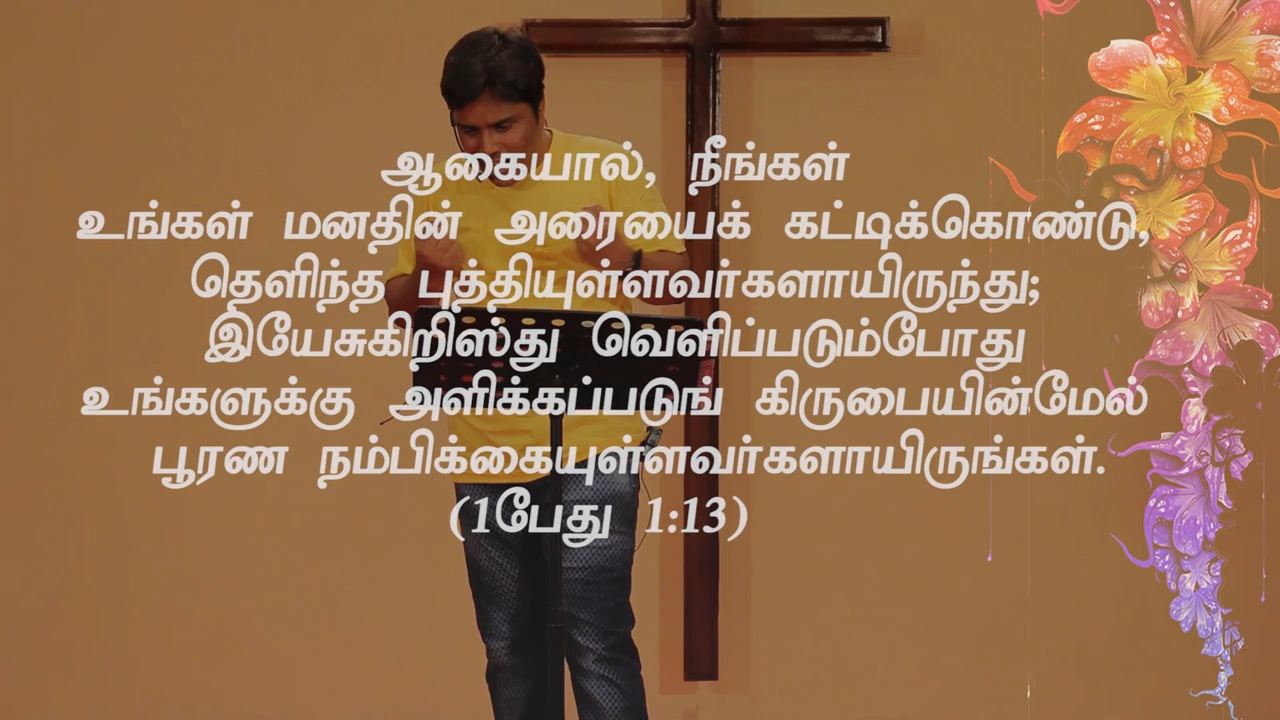 ஆகையால், நீங்கள்
உங்கள் மனதின் அரையைக் கட்டிக்கொண்டு,
தெளிந்த புத்தியுள்ளவர்களாயிருந்து;
இயேசுகிறிஸ்து வெளிப்படும்போது
உங்களுக்கு அளிக்கப்படுங் கிருபையின்மேல்
பூரண நம்பிக்கையுள்ளவர்களாயிருங்கள்.
(1பேது 1:13)